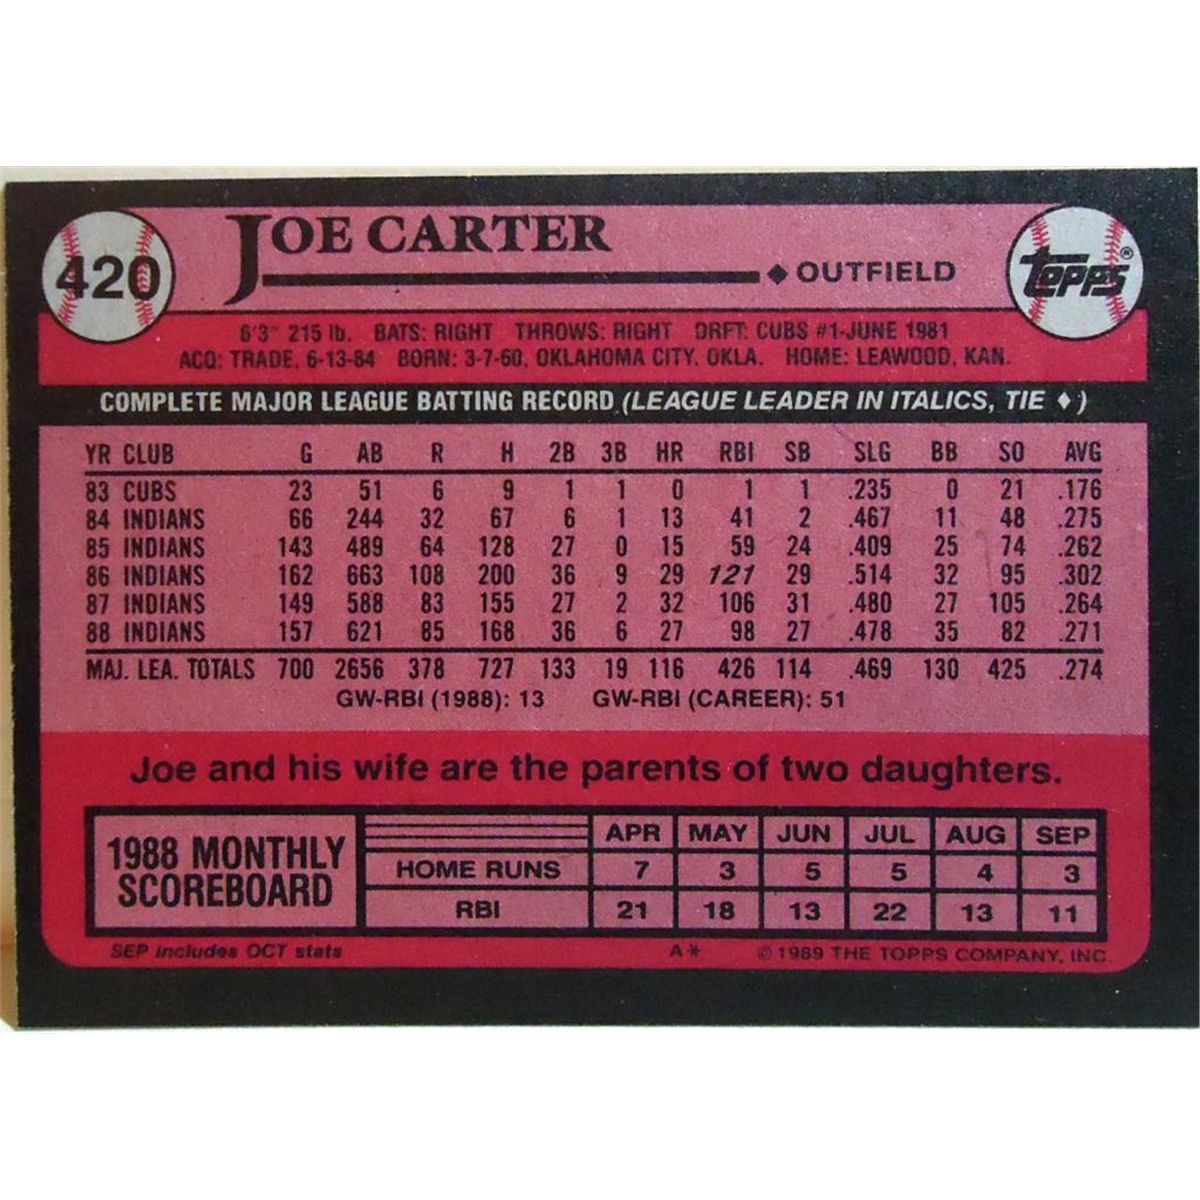 420
JOE CARTER
◆ OUTFIELD
TOPPS®
6'3" 215 lb. BATS: RIGHT THROWS: RIGHT DRFT: CUBS #1-JUNE 1981
ACQ: TRADE, 6-13-84 BORN: 3-7-60, OKLAHOMA CITY, OKLA. HOME: LEAWOOD, KAN.
COMPLETE MAJOR LEAGUE BATTING RECORD (LEAGUE LEADER IN ITALICS, TIE ♦)
YR CLUB G AB R H 2B 3B HR RBI SB SLG BB SO AVG
83 CUBS 23 51 6 9 1 1 0 1 1 .235 0 21 .176
84 INDIANS 66 244 32 67 6 1 13 41 2 .467 11 48 .275
85 INDIANS 143 489 64 128 27 0 15 59 24 .409 25 74 .262
86 INDIANS 162 663 108 200 36 9 29 121 29 .514 32 95 .302
87 INDIANS 149 588 83 155 27 2 32 106 31 .480 27 105 .264
88 INDIANS 157 621 85 168 36 6 27 98 27 .478 35 82 .271
MAJ. LEA. TOTALS 700 2656 378 727 133 19 116 426 114 .469 130 425 .274
GW-RBI (1988): 13 GW-RBI (CAREER): 51
Joe and his wife are the parents of two daughters.
1988 MONTHLY
SCOREBOARD
APR MAY JUN JUL AUG SEP
HOME RUNS 7 3 5 5 4 3
RBI 21 18 13 22 13 11
SEP includes OCT stats A* ©1989 THE TOPPS COMPANY, INC.